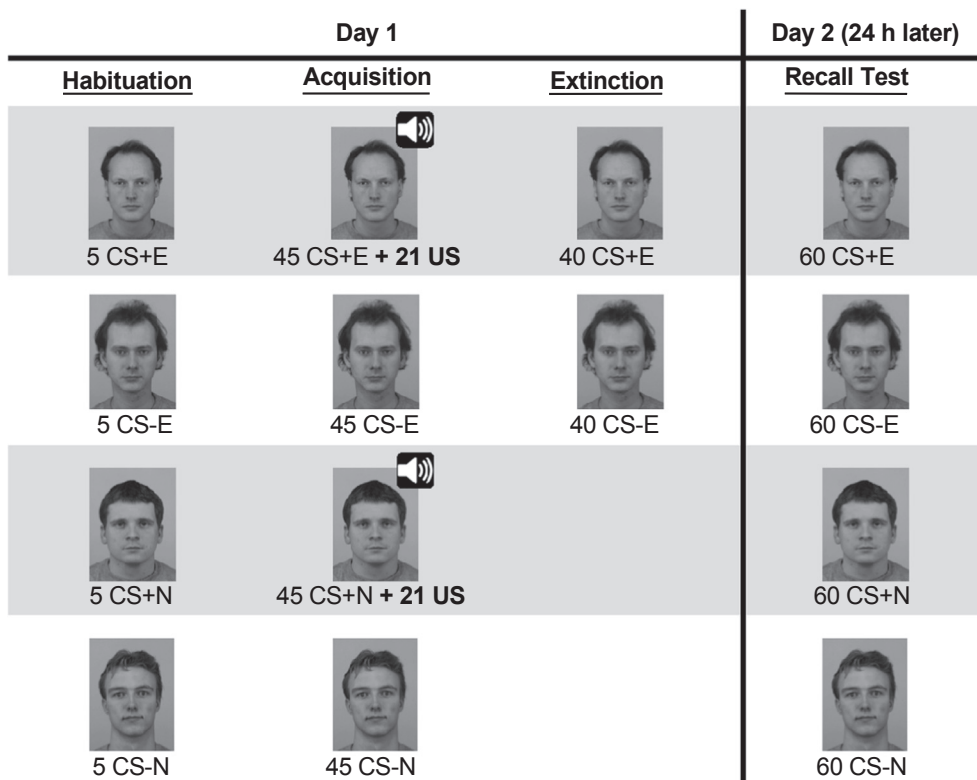 Day 1 Day 2 (24 h later)
Habituation Acquisition Extinction Recall Test
5 CS+E 45 CS+E + 21 US 40 CS+E 60 CS+E
5 CS-E 45 CS-E 40 CS-E 60 CS-E
5 CS+N 45 CS+N + 21 US 60 CS+N
5 CS-N 45 CS-N 60 CS-N